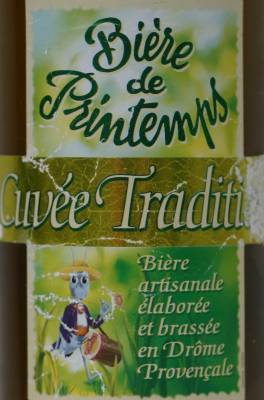 Bière
de
Printemps
Cuvée Traditi
Bière
artisanale
élaborée
et brassée
en Drôme
Provençale